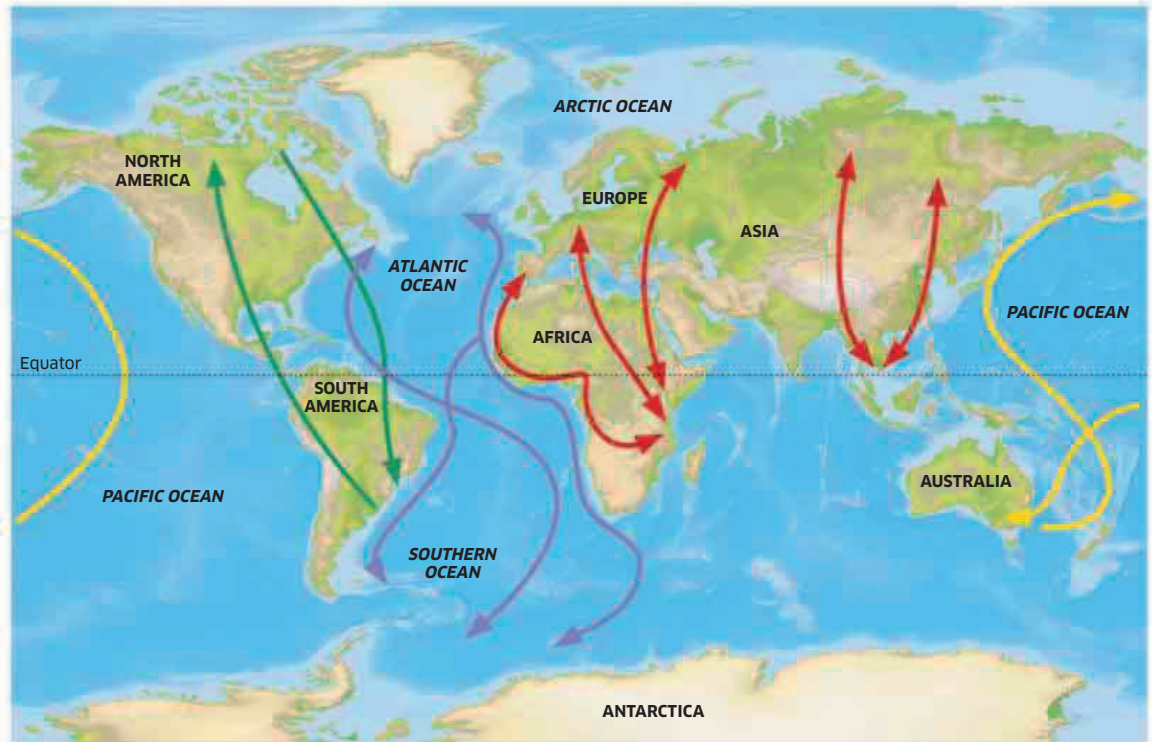 ARCTIC OCEAN
NORTH
AMERICA
EUROPE
ASIA
ATLANTIC
OCEAN
PACIFIC OCEAN
AFRICA
Equator
SOUTH
AMERICA
AUSTRALIA
PACIFIC OCEAN
SOUTHERN
OCEAN
ANTARCTICA